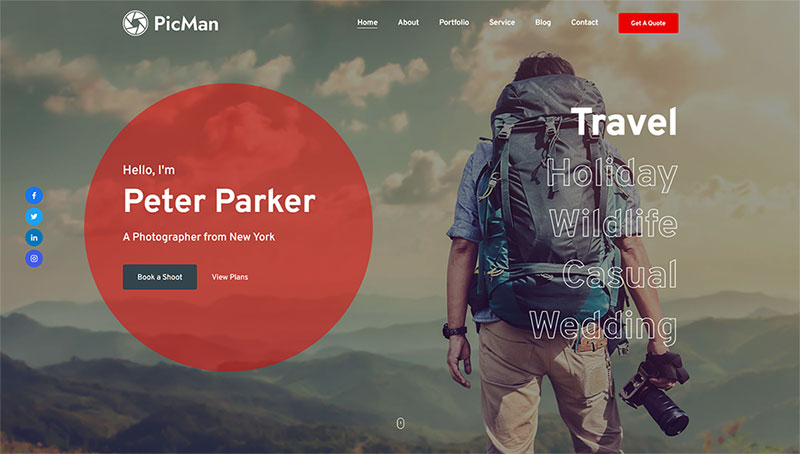 PicMan
Home About Portfolio Service Blog Contact Get A Quote
Hello, I'm
Peter Parker
A Photographer from New York
Book a Shoot View Plans
Travel
Holiday
Wildlife
Casual
Wedding